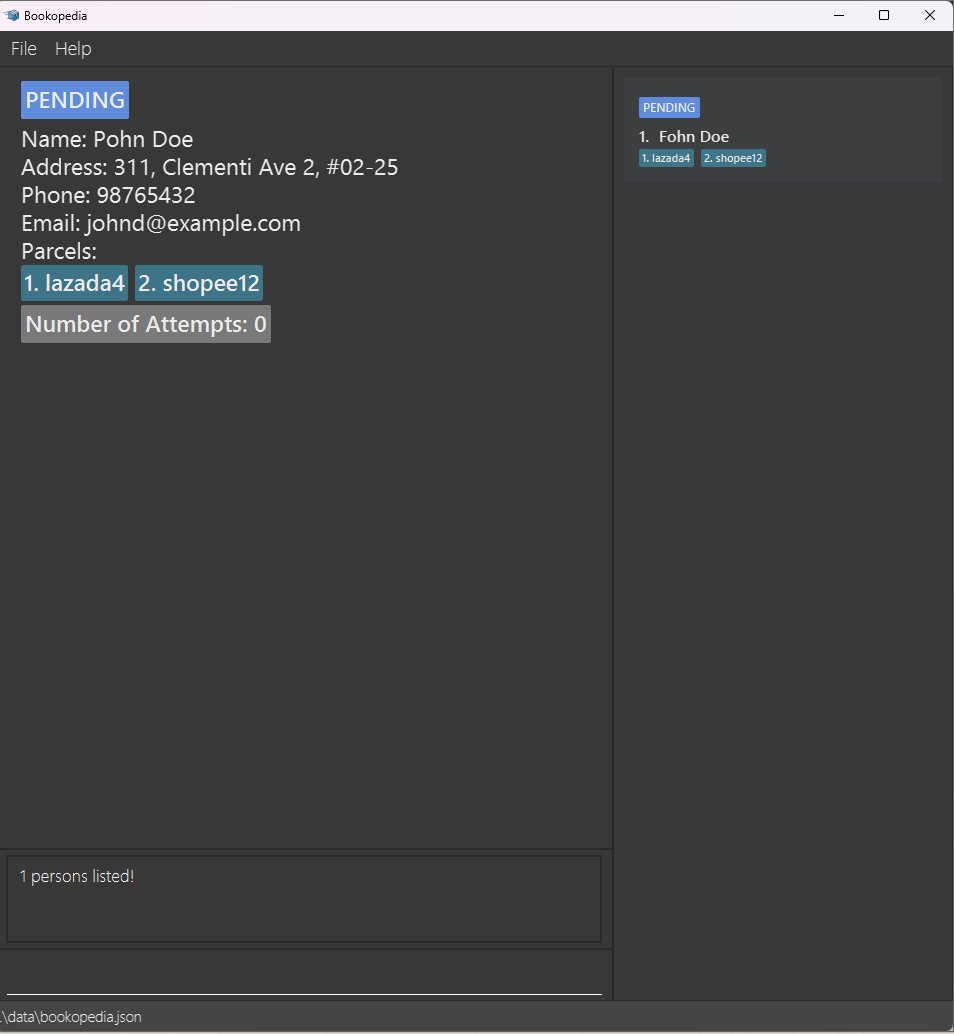 Bookopedia
File Help
PENDING
Name: Pohn Doe
Address: 311, Clementi Ave 2, #02-25
Phone: 98765432
Email: johnd@example.com
Parcels:
1. lazada4 2. shopee12
Number of Attempts: 0
PENDING
1. Fohn Doe
1. lazada4 2. shopee12
1 persons listed!
.\data\bookopedia.json